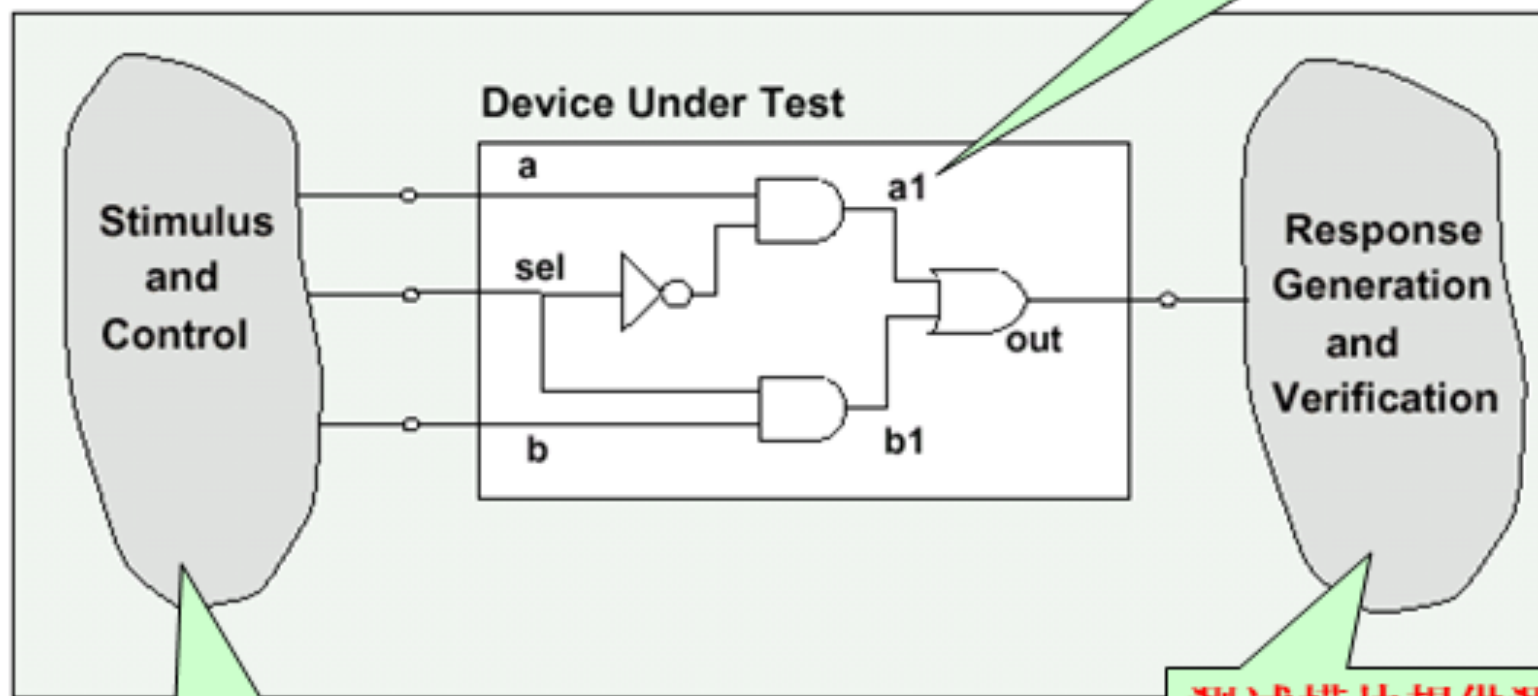 Device Under Test
Stimulus
and
Control
a
sel
b
a1
b1
out
Response
Generation
and
Verification